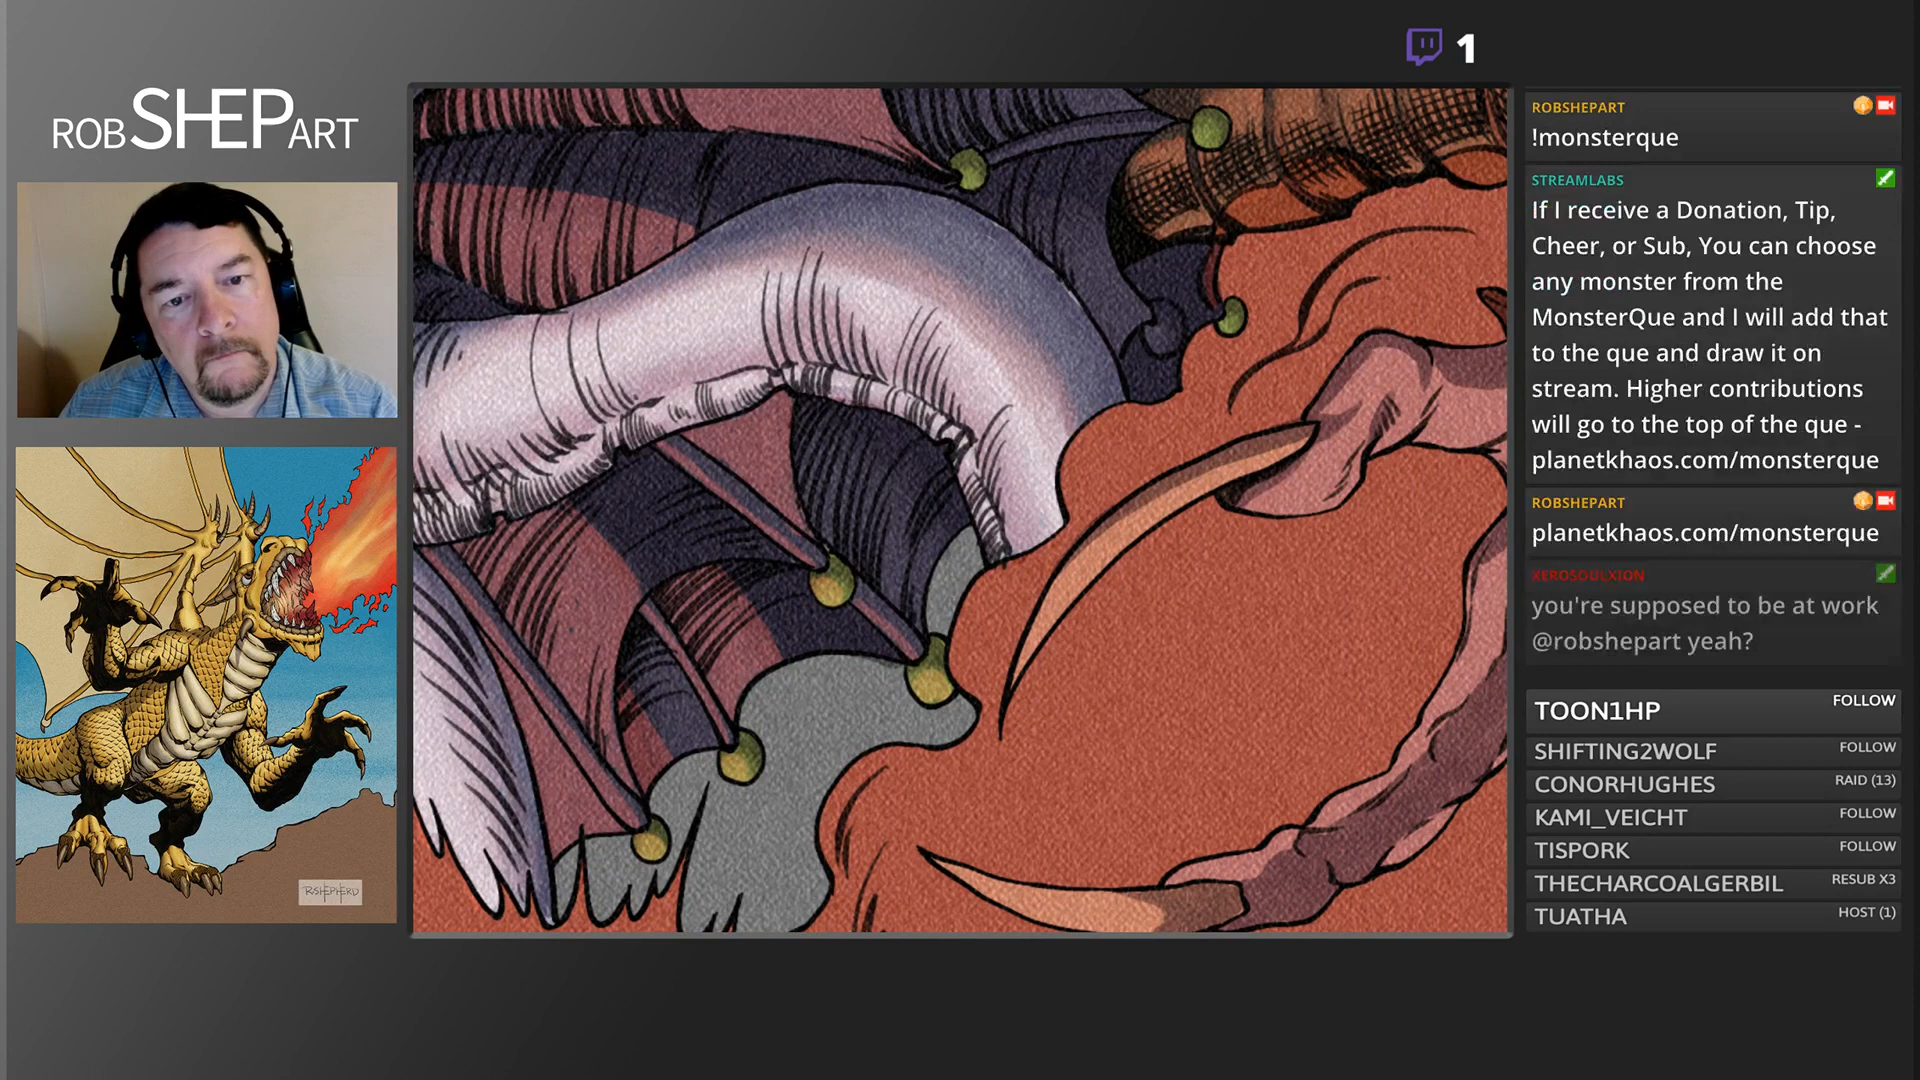 1
ROBSHEPART
ROBSHEPART
!monsterque
STREAMLABS
If I receive a Donation, Tip,
Cheer, or Sub, You can choose
any monster from the
MonsterQue and I will add that
to the que and draw it on
stream. Higher contributions
will go to the top of the que -
planetkhaos.com/monsterque
ROBSHEPART
planetkhaos.com/monsterque
XEROSOULXION
you're supposed to be at work
@robshepart yeah?
TOON1HP FOLLOW
SHIFTING2WOLF FOLLOW
CONORHUGHES RAID (13)
KAMI_VEICHT FOLLOW
TISPORK FOLLOW
THECHARCOALGERBIL RESUB X3
TUATHA HOST (1)
R.SHEPHERD